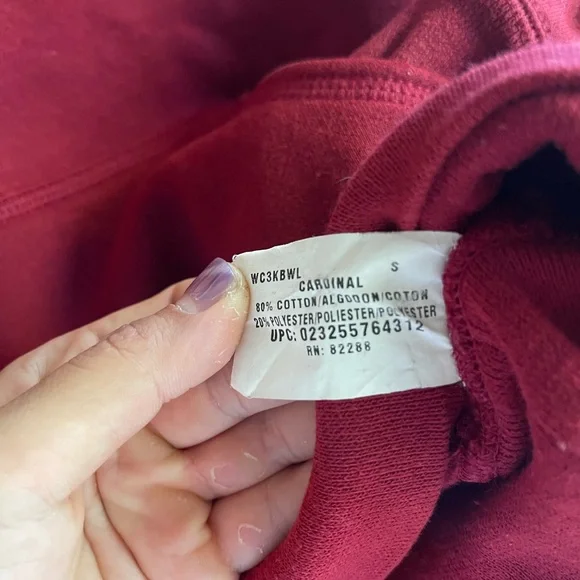 WC3KBWL S
CARDINAL
80% COTTON/ALGODON/COTON
20% POLYESTER/POLIESTER/POLYESTER
UPC: 023255764312
RN: 82288